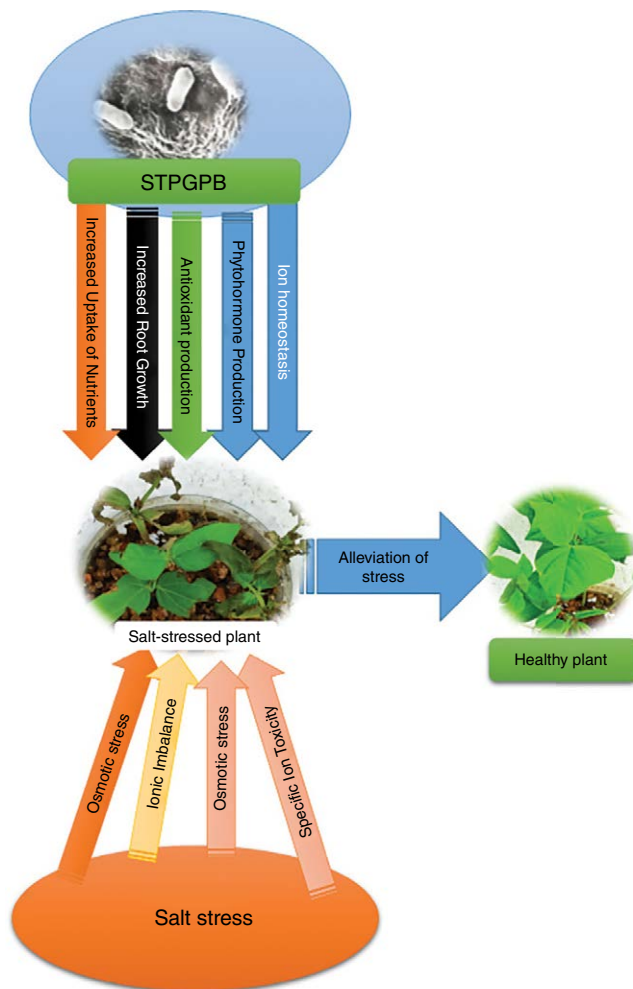 STPGPB
Increased Uptake of Nutrients
Increased Root Growth
Antioxidant production
Phytohormone Production
Ion homeostasis
Salt-stressed plant
Alleviation of
stress
Healthy plant
Osmotic stress
Ionic Imbalance
Osmotic stress
Specific Ion Toxicity
Salt stress